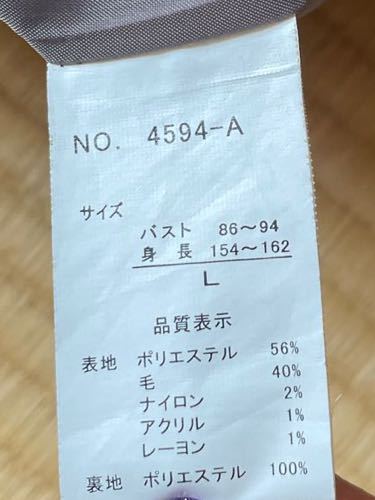 NO. 4594-A
サイズ
バスト 86～94
身長 154～162
L
品質表示
表地 ポリエステル 56%
毛 40%
ナイロン 2%
アクリル 1%
レーヨン 1%
裏地 ポリエステル 100%